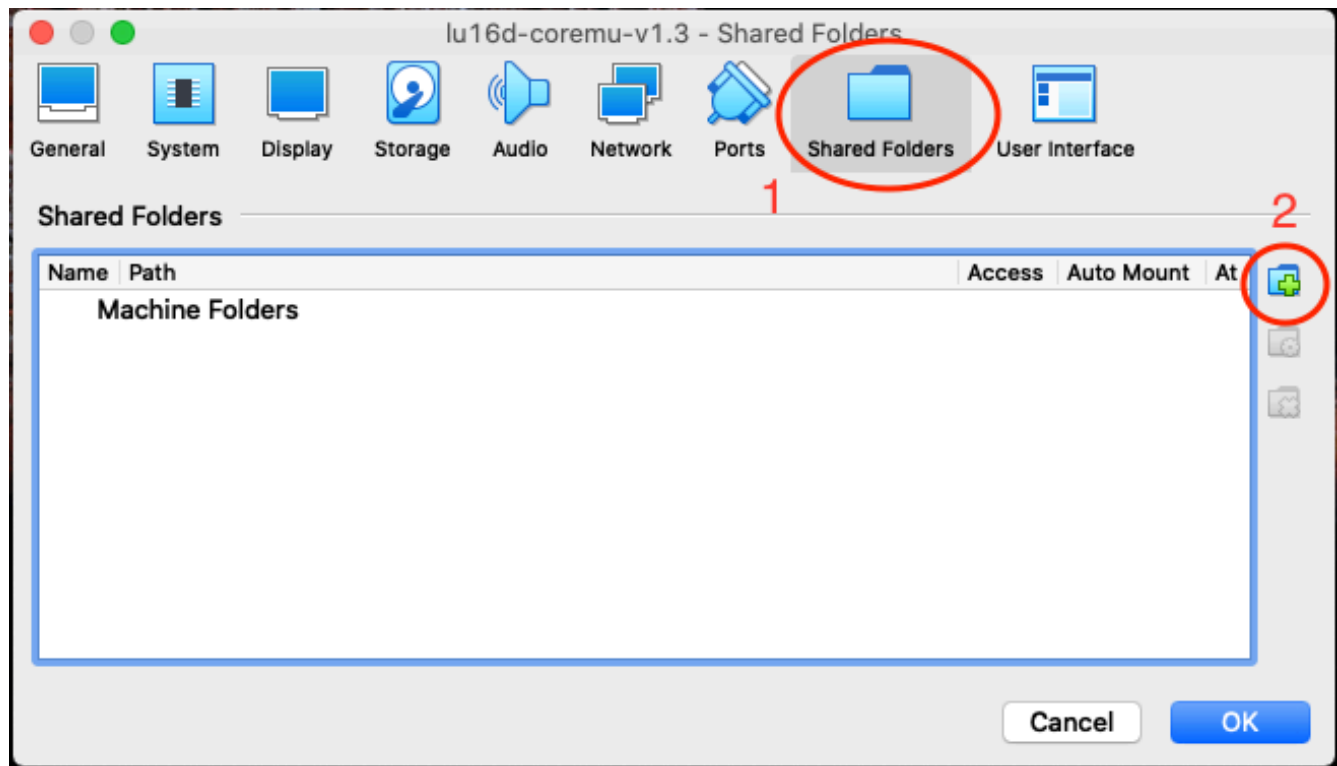 lu16d-coremu-v1.3 - Shared Folders
General System Display Storage Audio Network Ports Shared Folders User Interface
1
Shared Folders
2
Name Path Access Auto Mount At
Machine Folders
Cancel OK